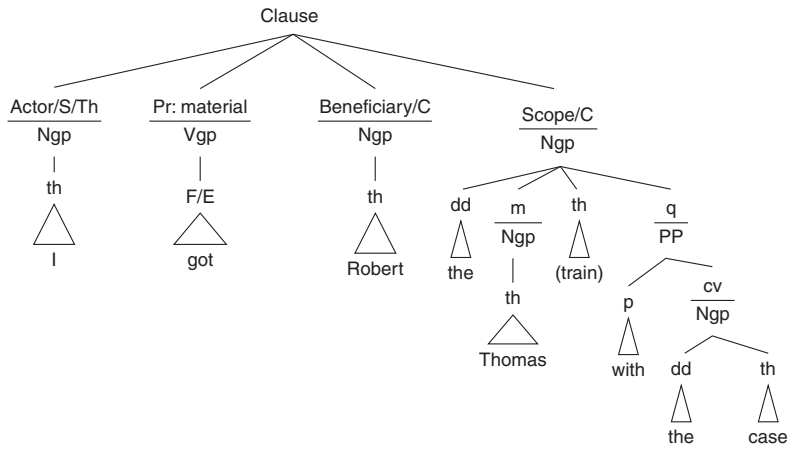 Clause
Actor/S/Th
Ngp
th
I
Pr: material
Vgp
F/E
got
Beneficiary/C
Ngp
th
Robert
Scope/C
Ngp
dd
the
m
Ngp
th
Thomas
th
(train)
q
PP
p
with
cv
Ngp
dd
the
th
case